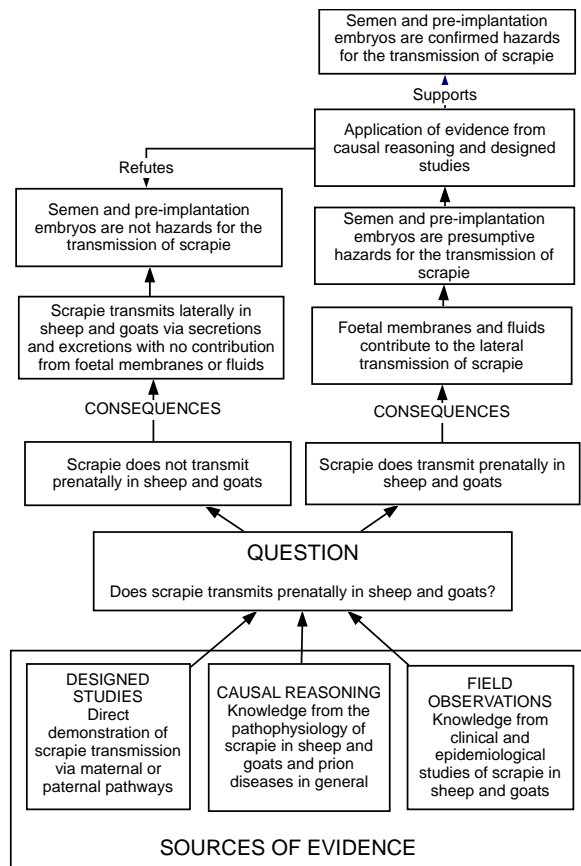 Semen and pre-implantation
embryos are confirmed hazards
for the transmission of scrapie
Supports
Application of evidence from
causal reasoning and designed
studies
Refutes
Semen and pre-implantation
embryos are not hazards for the
transmission of scrapie
Semen and pre-implantation
embryos are presumptive
hazards for the transmission of
scrapie
Scrapie transmits laterally in
sheep and goats via secretions
and excretions with no contribution
from foetal membranes or fluids
Foetal membranes and fluids
contribute to the lateral
transmission of scrapie
CONSEQUENCES
CONSEQUENCES
Scrapie does not transmit
prenatally in sheep and goats
Scrapie does transmit prenatally in
sheep and goats
QUESTION
Does scrapie transmits prenatally in sheep and goats?
DESIGNED
STUDIES
Direct
demonstration of
scrapie transmission
via maternal or
paternal pathways
CAUSAL REASONING
Knowledge from the
pathophysiology of
scrapie in sheep and
goats and prion
diseases in general
FIELD
OBSERVATIONS
Knowledge from
clinical and
epidemiological
studies of scrapie in
sheep and goats
SOURCES OF EVIDENCE